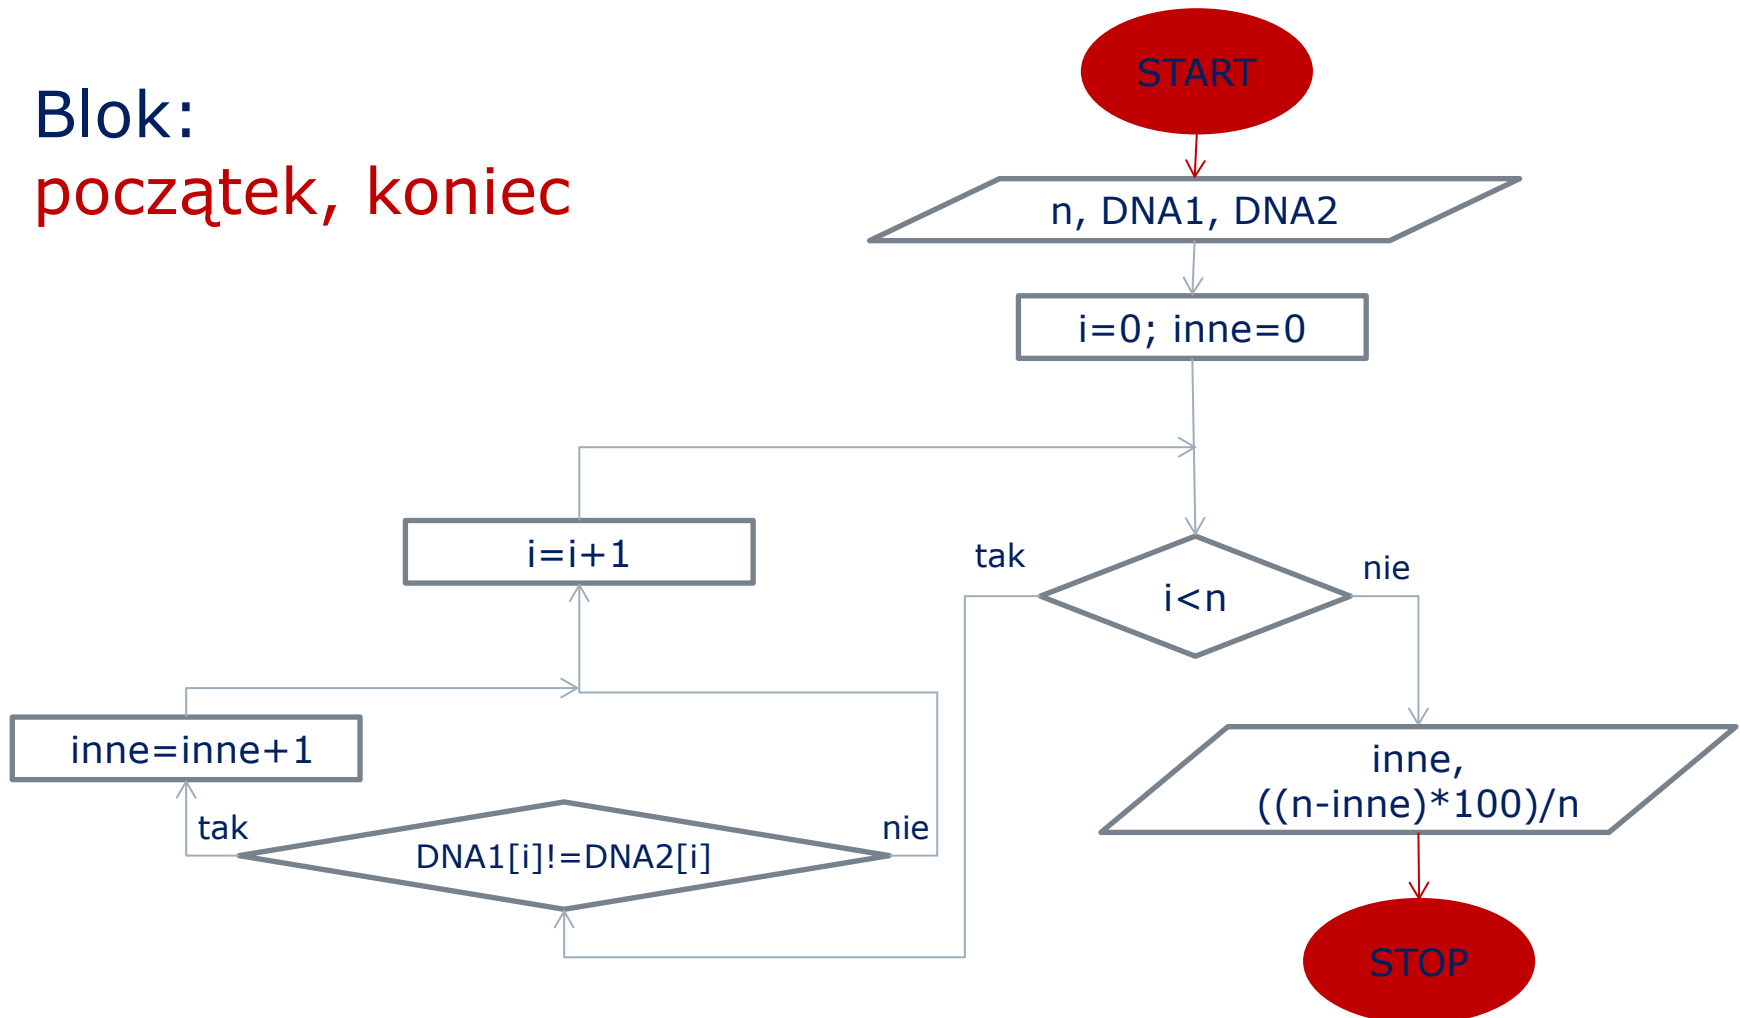 Blok:
początek, koniec
START
n, DNA1, DNA2
i=0; inne=0
i=i+1
tak
i<n
nie
inne=inne+1
inne,
((n-inne)*100)/n
tak
DNA1[i]!=DNA2[i]
nie
STOP